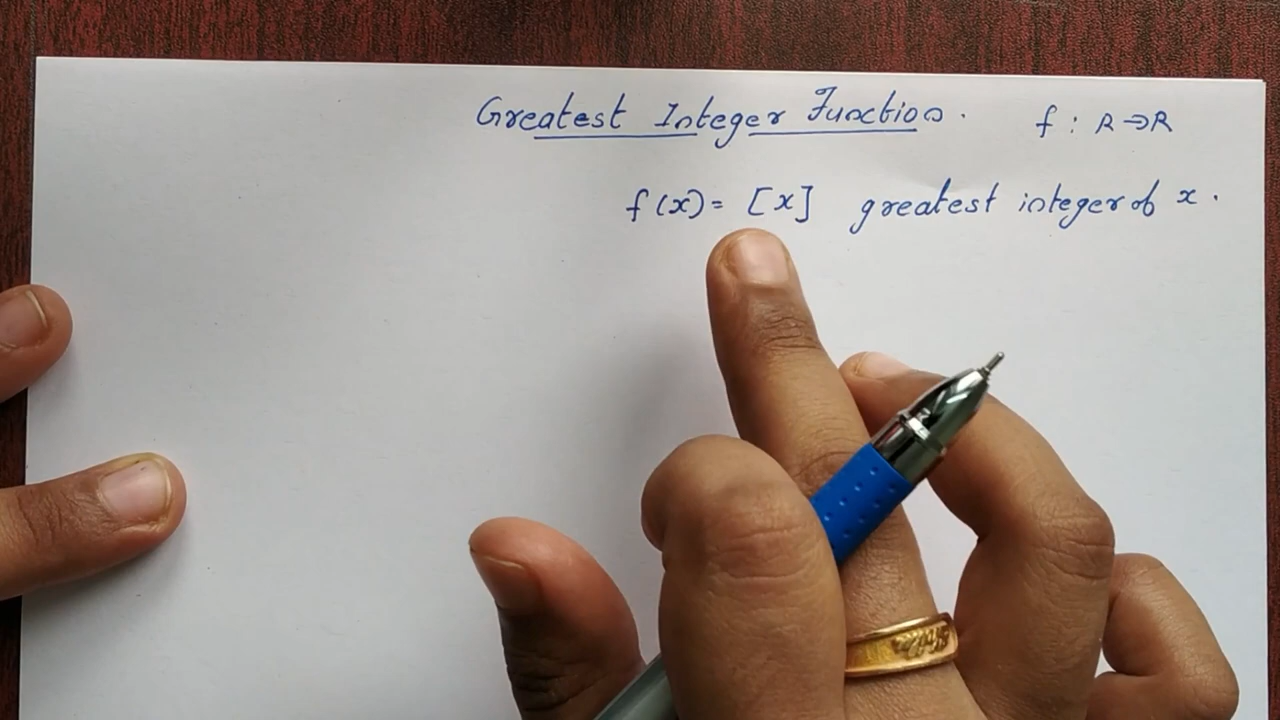 Greatest Integer Function. f : R → R
f(x) = [x] greatest integer of x.